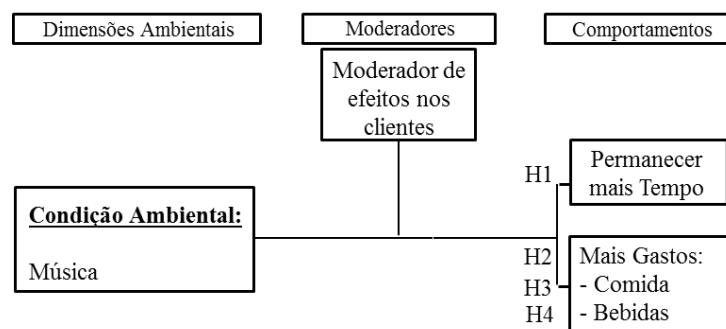 Dimensões Ambientais
Moderadores
Comportamentos
Moderador de
efeitos nos
clientes
Condição Ambiental:
Música
H1
Permanecer
mais Tempo
H2
H3
H4
Mais Gastos:
- Comida
- Bebidas